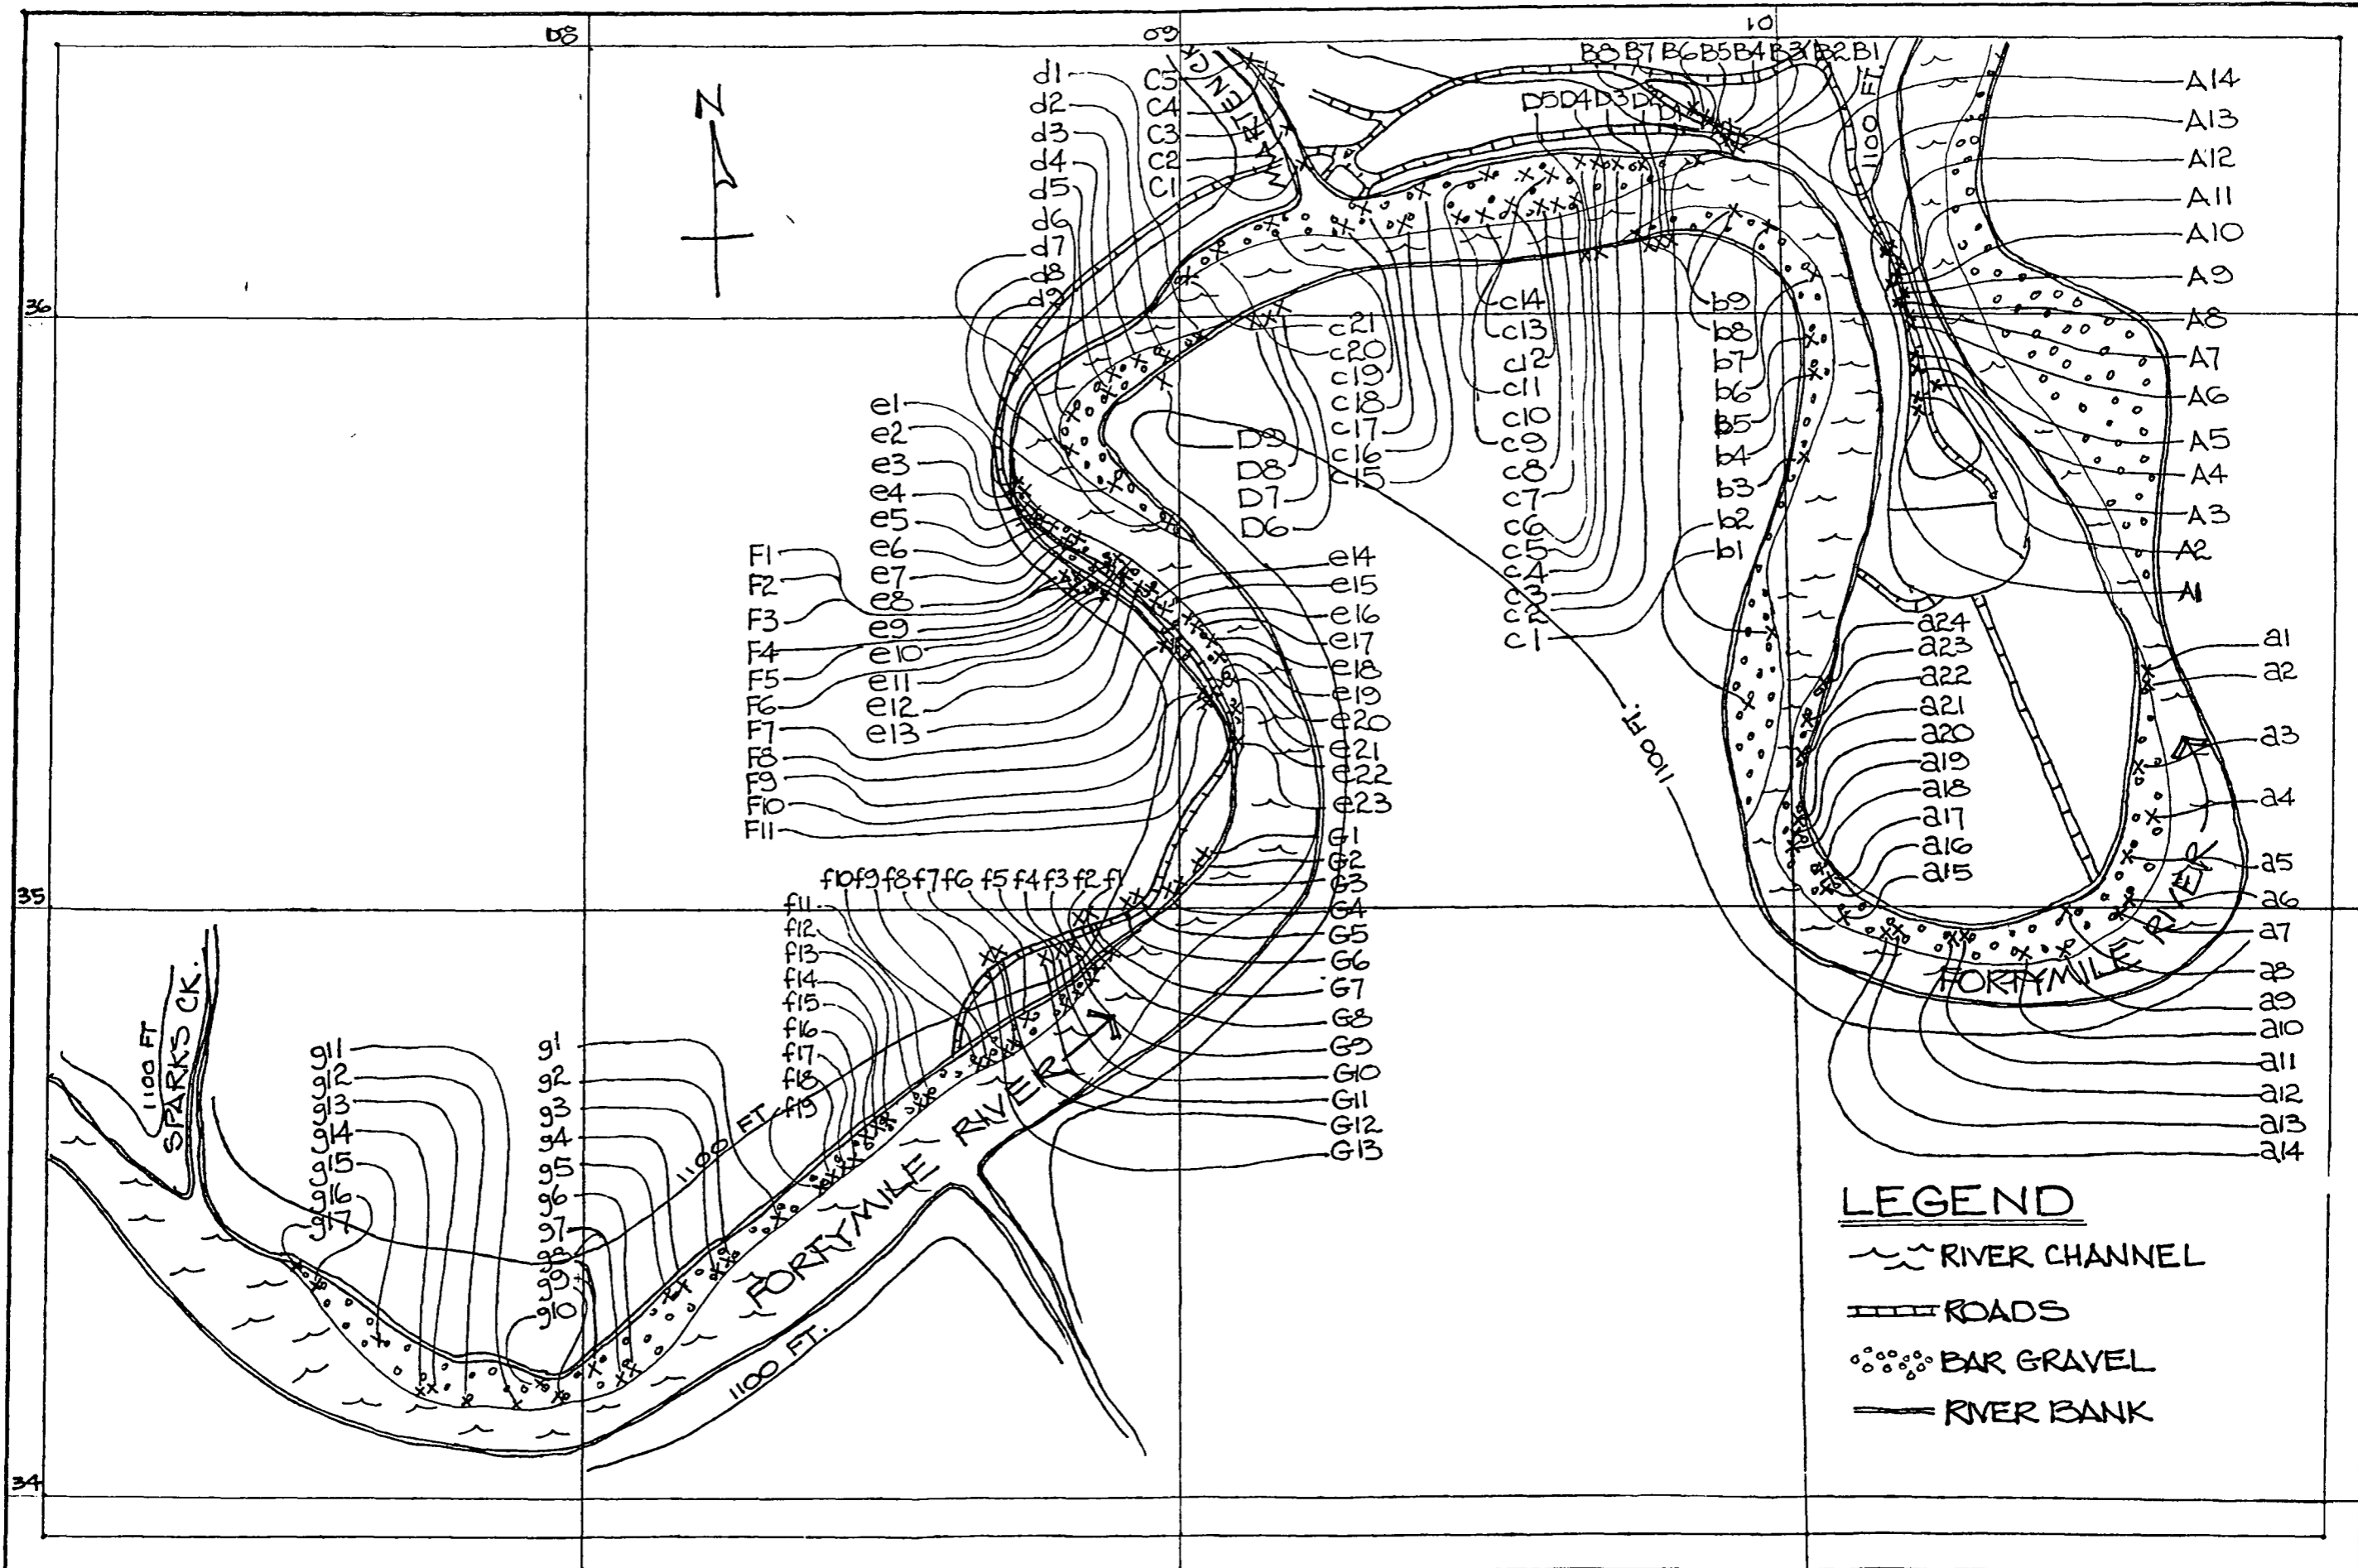 08
09
10
36
35
34
N
d1
d2
d3
d4
d5
d6
d7
d8
d9
C5
C4
C3
C2
C1
WALTEN CK
B8 B7 B6 B5 B4 B3 B2 B1
D5 D4 D3 D2 D1
1100 FT.
A14
A13
A12
A11
A10
A9
A8
A7
A6
A5
A4
A3
A2
A1
c21
c20
c19
c18
c17
c16
c15
c14
c13
c12
c11
c10
c9
c8
c7
c6
c5
c4
c3
c2
c1
b9
b8
b7
b6
B5
b4
b3
b2
b1
D9
D8
D7
D6
e1
e2
e3
e4
e5
e6
e7
e8
e9
e10
e11
e12
e13
F1
F2
F3
F4
F5
F6
F7
F8
F9
F10
F11
e14
e15
e16
e17
e18
e19
e20
e21
e22
e23
G1
G2
G3
G4
G5
G6
G7
G8
G9
G10
G11
G12
G13
1100 FT.
a24
a23
a22
a21
a20
a19
a18
a17
a16
a15
a1
a2
a3
a4
a5
a6
a7
a8
a9
a10
a11
a12
a13
a14
FORTYMILE RIVER
f10 f9 f8 f7 f6 f5 f4 f3 f2 f1
f11
f12
f13
f14
f15
f16
f17
f18
f19
1100 FT
SPARKS CK.
g11
g12
g13
g14
g15
g16
g17
g1
g2
g3
g4
g5
g6
g7
g8
g9
g10
1100 FT
FORTYMILE RIVER
1100 FT.
LEGEND
RIVER CHANNEL
ROADS
BAR GRAVEL
RIVER BANK